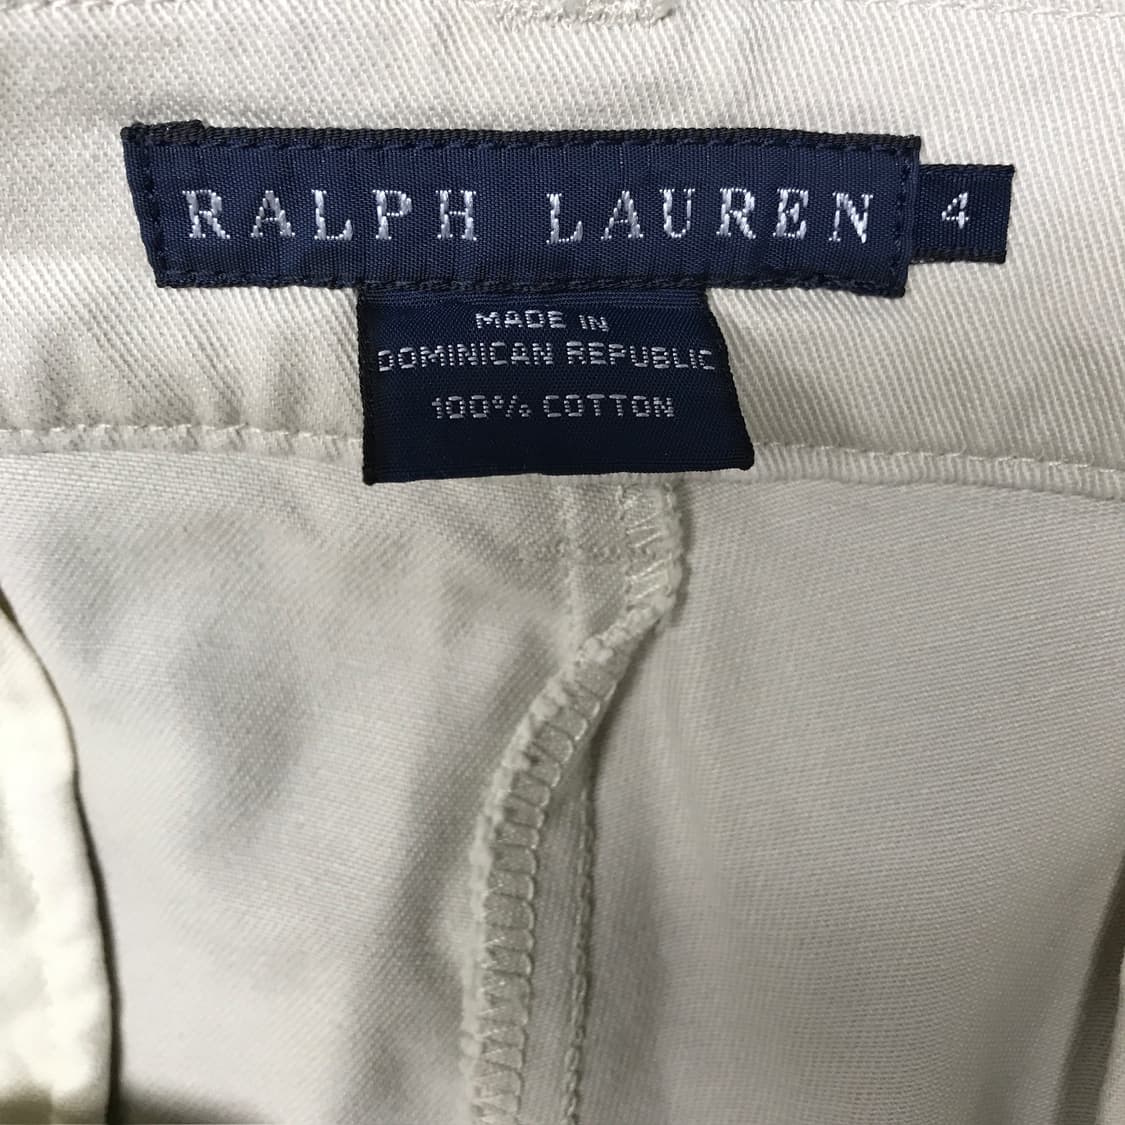 RALPH LAUREN 4
MADE IN
DOMINICAN REPUBLIC
100% COTTON